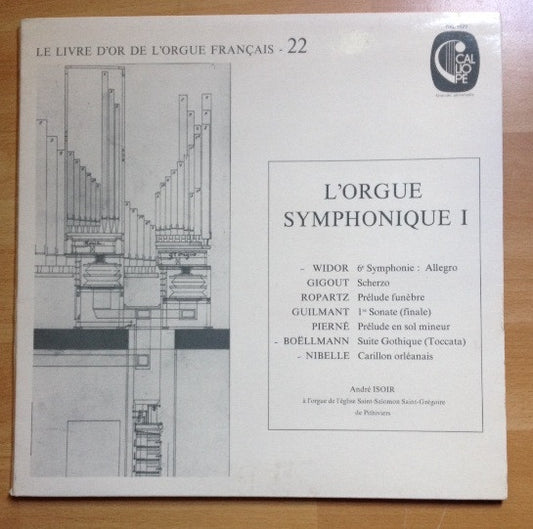 LE LIVRE D'OR DE L'ORGUE FRANÇAIS - 22
CALLIOPE
L'ORGUE
SYMPHONIQUE I
- WIDOR 6e Symphonie : Allegro
GIGOUT Scherzo
ROPARTZ Prélude funèbre
GUILMANT 1re Sonate (finale)
PIERNÉ Prélude en sol mineur
- BOËLLMANN Suite Gothique (Toccata)
- NIBELLE Carillon orléanais
André ISOIR
à l'orgue de l'église Saint-Salomon Saint-Grégoire
de Pithiviers